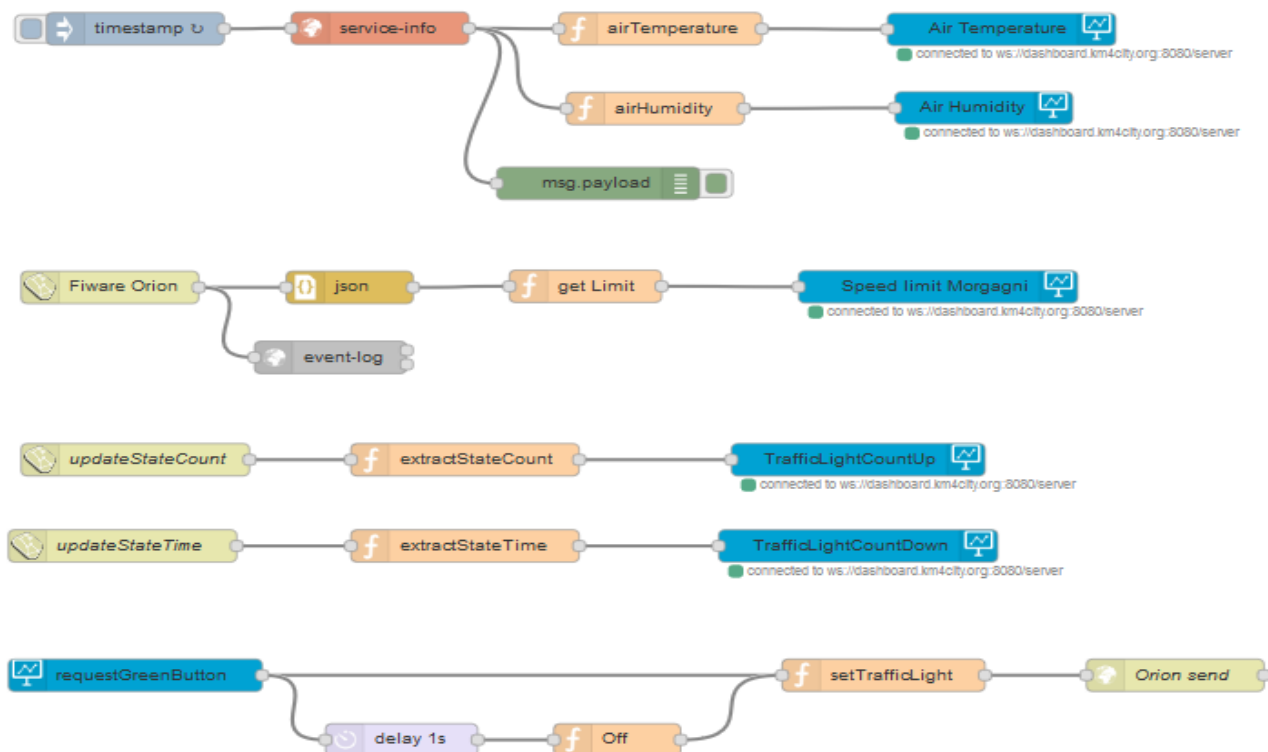 timestamp ↻
service-info
airTemperature
Air Temperature
connected to ws://dashboard.km4city.org:8080/server
airHumidity
Air Humidity
connected to ws://dashboard.km4city.org:8080/server
msg.payload
Fiware Orion
json
get Limit
Speed limit Morgagni
connected to ws://dashboard.km4city.org:8080/server
event-log
updateStateCount
extractStateCount
TrafficLightCountUp
connected to ws://dashboard.km4city.org:8080/server
updateStateTime
extractStateTime
TrafficLightCountDown
connected to ws://dashboard.km4city.org:8080/server
requestGreenButton
setTrafficLight
Orion send
delay 1s
Off